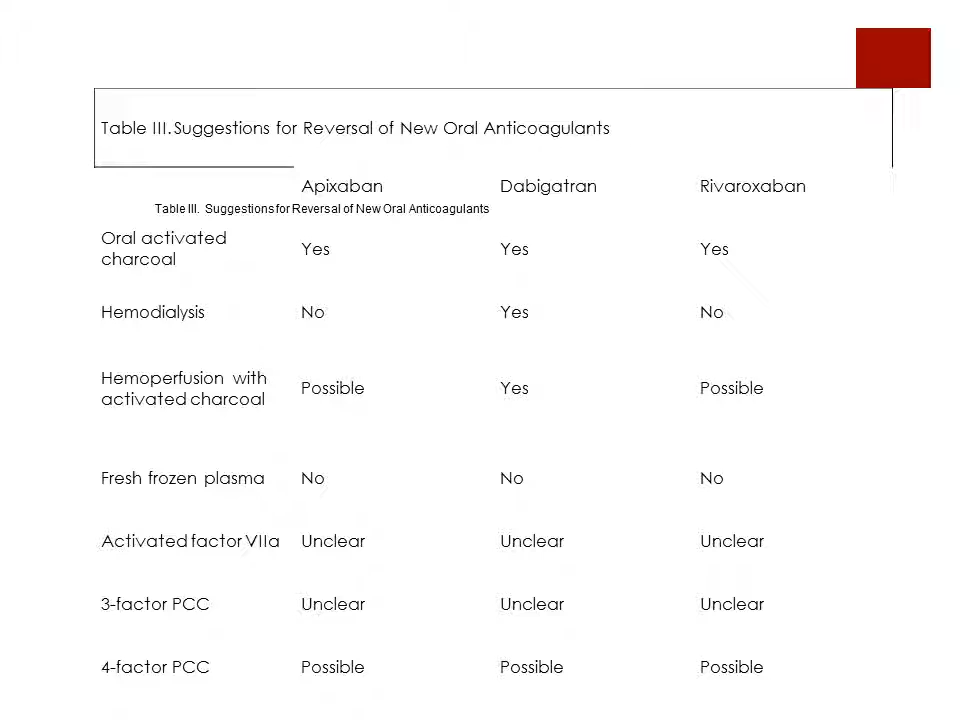 Table III. Suggestions for Reversal of New Oral Anticoagulants
Apixaban Dabigatran Rivaroxaban
Table III. Suggestions for Reversal of New Oral Anticoagulants
Oral activated
charcoal
Yes Yes Yes
Hemodialysis No Yes No
Hemoperfusion with
activated charcoal
Possible Yes Possible
Fresh frozen plasma No No No
Activated factor VIIa Unclear Unclear Unclear
3-factor PCC Unclear Unclear Unclear
4-factor PCC Possible Possible Possible